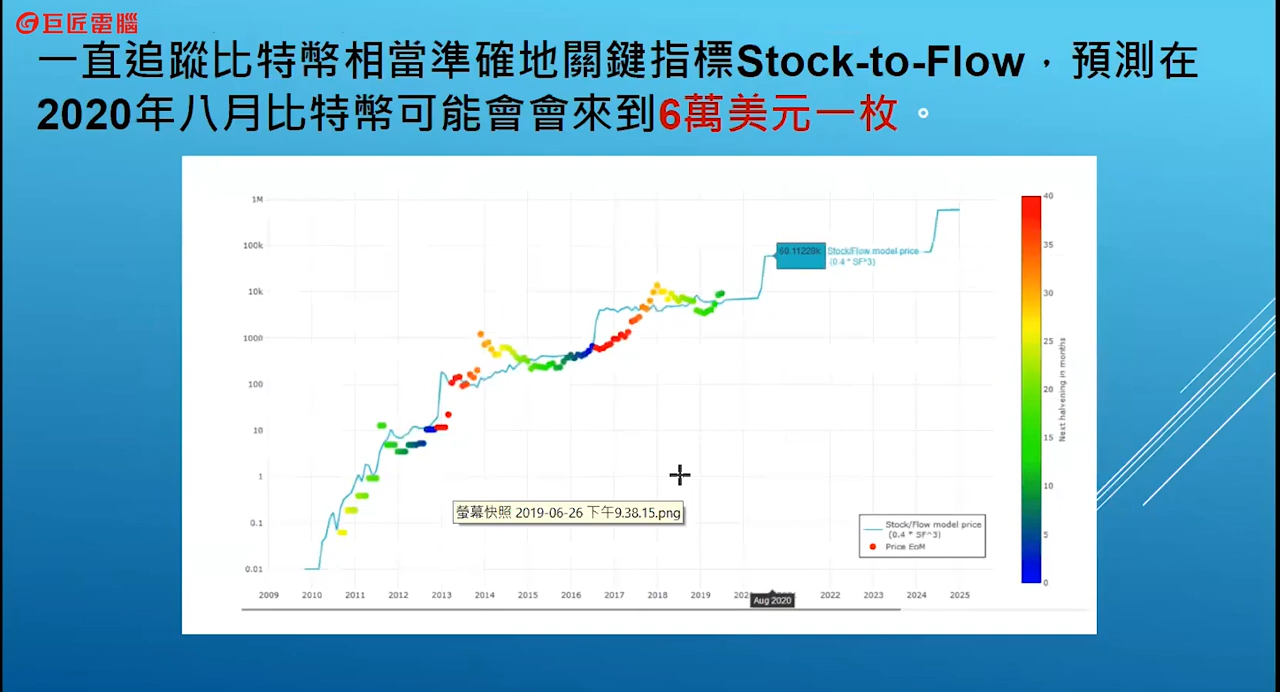 巨匠電腦
一直追蹤比特幣相當準確地關鍵指標Stock-to-Flow，預測在
2020年八月比特幣可能會會來到6萬美元一枚。
1M
100k
10k
1000
100
10
1
0.1
0.01
60.11228k
Stock/Flow model price
(0.4 * SF^3)
螢幕快照 2019-06-26 下午9.38.15.png
Stock/Flow model price
(0.4 * SF^3)
Price EoM
2009 2010 2011 2012 2013 2014 2015 2016 2017 2018 2019 2022 2023 2024 2025
Aug 2020
40
35
30
25
20
15
10
5
0
Next halvening in months